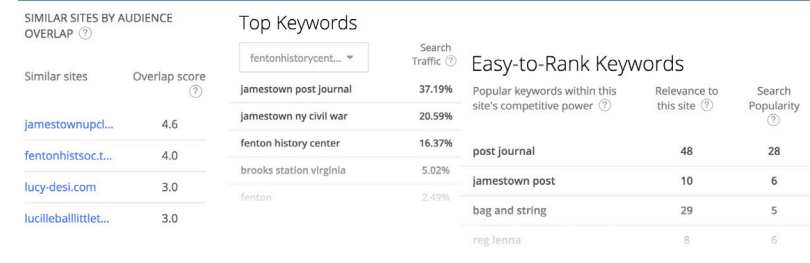 SIMILAR SITES BY AUDIENCE
OVERLAP ?
Similar sites Overlap score
?
jamestownupcl... 4.6
fentonhistsoc.t... 4.0
lucy-desi.com 3.0
lucilleballlittlet... 3.0
Top Keywords
fentonhistorycent... Search
Traffic ?
jamestown post journal 37.19%
jamestown ny civil war 20.59%
fenton history center 16.37%
brooks station virginia 5.02%
fenton 2.49%
Easy-to-Rank Keywords
Popular keywords within this Relevance to Search
site's competitive power ? this site ? Popularity
?
post journal 48 28
jamestown post 10 6
bag and string 29 5
reg lenna 8 6